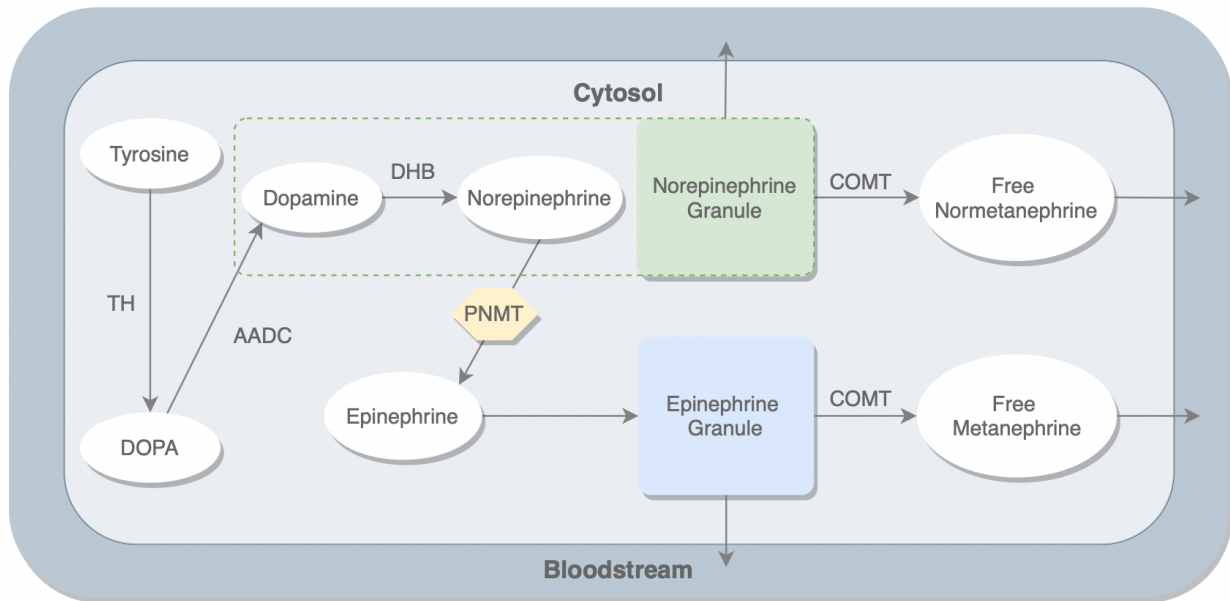 Cytosol
Tyrosine
DHB
Dopamine
Norepinephrine
Norepinephrine
Granule
COMT
Free
Normetanephrine
TH
AADC
PNMT
DOPA
Epinephrine
Epinephrine
Granule
COMT
Free
Metanephrine
Bloodstream